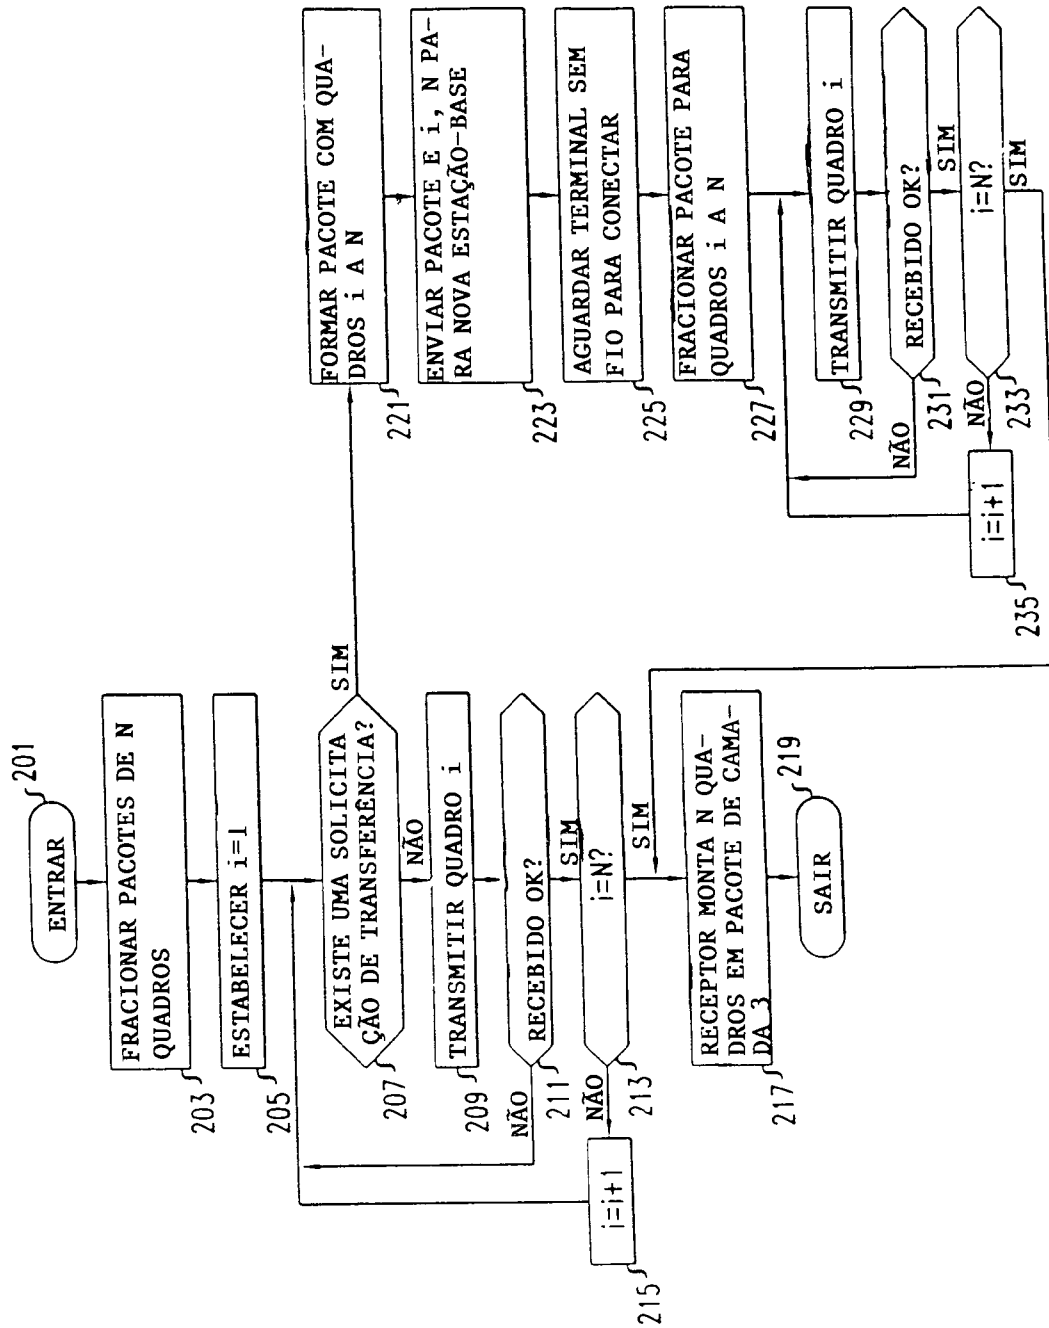 ENTRAR
201
FRACIONAR PACOTES DE N
QUADROS
203
ESTABELECER i=1
205
EXISTE UMA SOLICITA
ÇÃO DE TRANSFERÊNCIA?
207
SIM
NÃO
TRANSMITIR QUADRO i
209
RECEBIDO OK?
211
NÃO
SIM
i=N?
213
NÃO
SIM
i=i+1
215
RECEPTOR MONTA N QUA-
DROS EM PACOTE DE CAMA-
DA 3
217
SAIR
219
FORMAR PACOTE COM QUA-
DROS i A N
221
ENVIAR PACOTE E i, N PA-
RA NOVA ESTAÇÃO-BASE
223
AGUARDAR TERMINAL SEM
FIO PARA CONECTAR
225
FRACIONAR PACOTE PARA
QUADROS i A N
227
TRANSMITIR QUADRO i
229
RECEBIDO OK?
231
NÃO
SIM
i=N?
233
NÃO
SIM
i=i+1
235